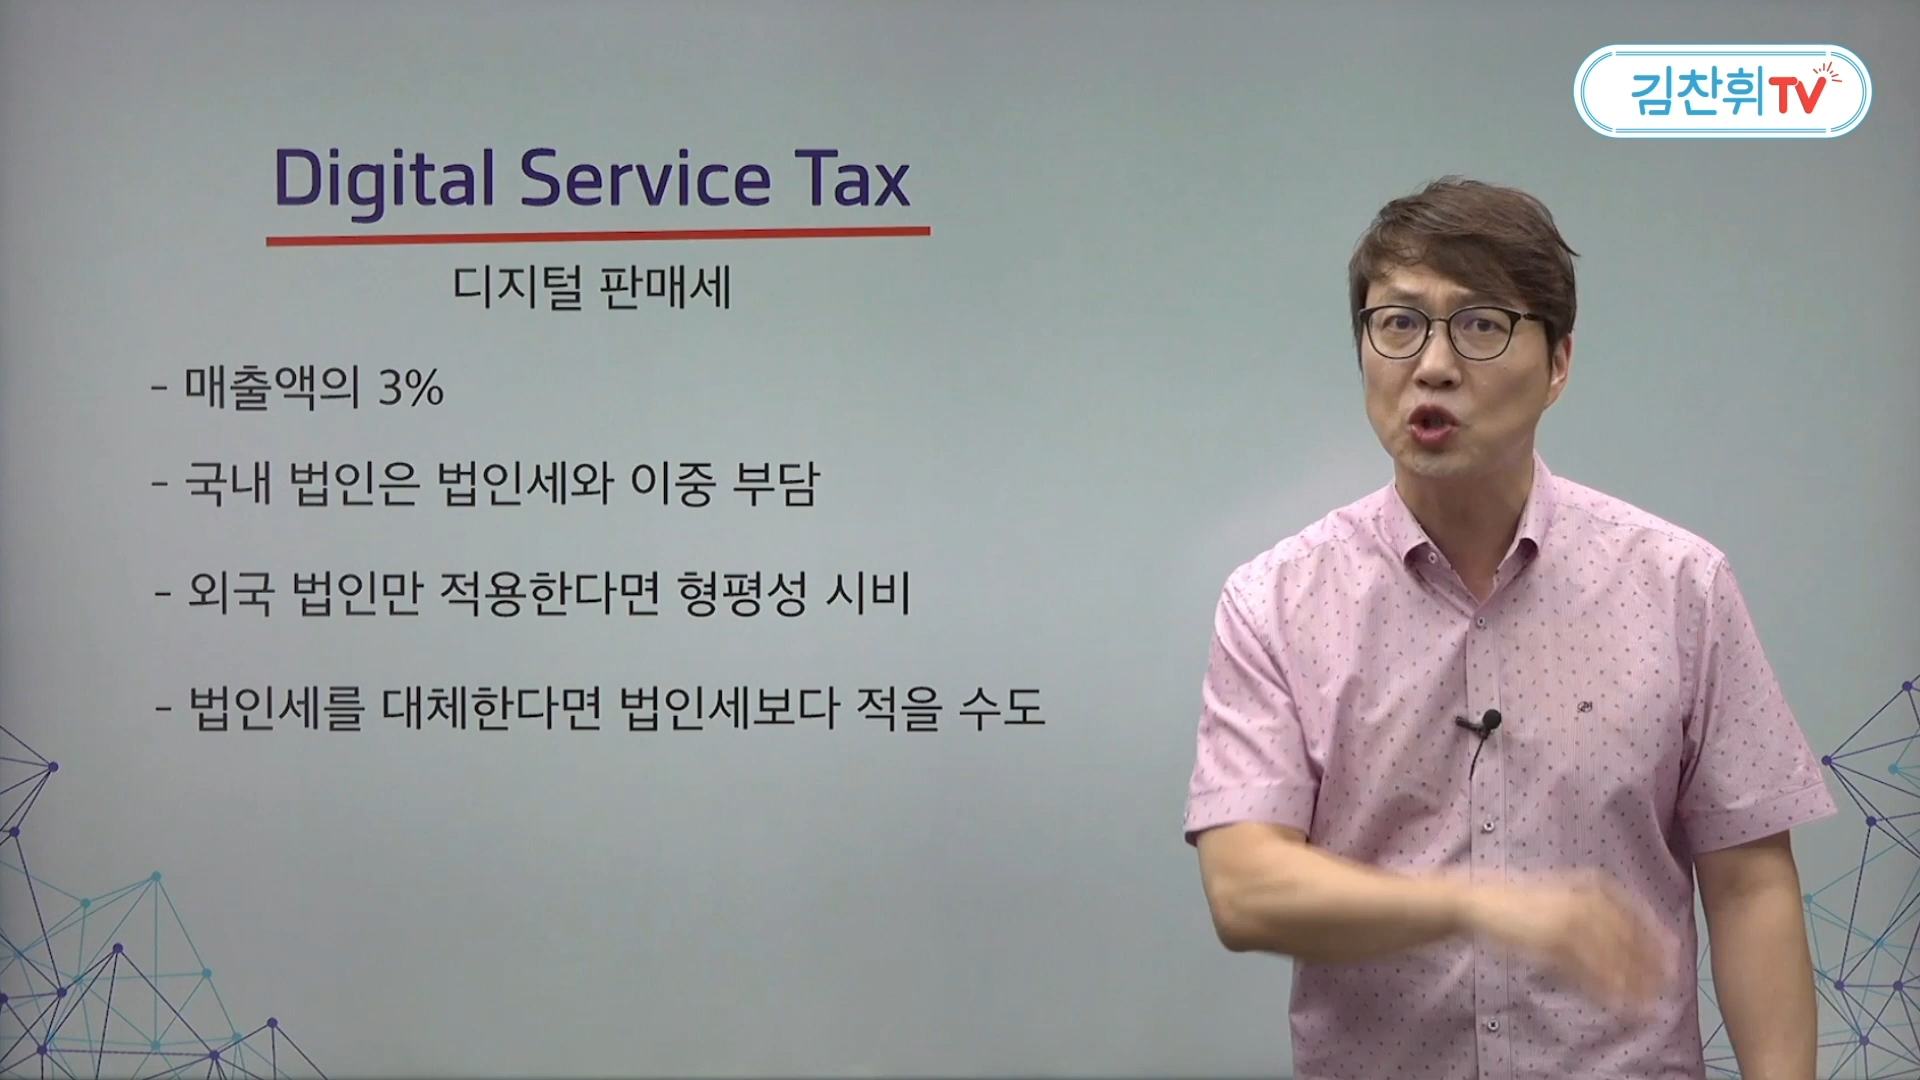 김찬휘TV
Digital Service Tax
디지털 판매세
- 매출액의 3%
- 국내 법인은 법인세와 이중 부담
- 외국 법인만 적용한다면 형평성 시비
- 법인세를 대체한다면 법인세보다 적을 수도